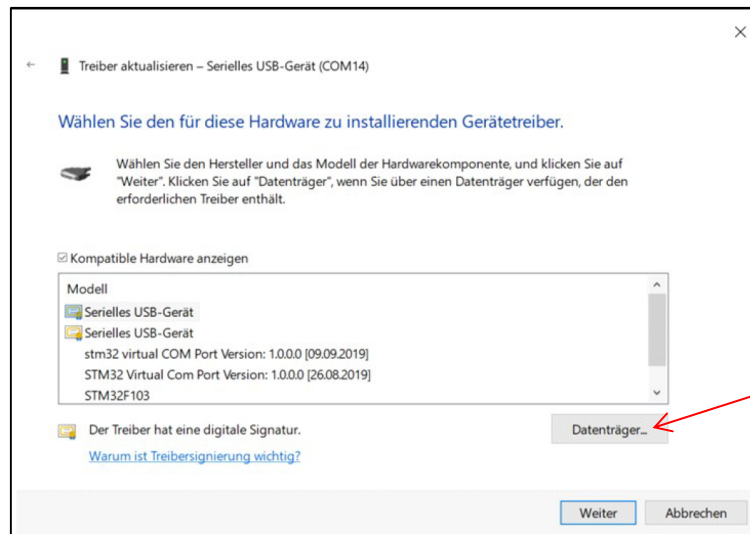 Treiber aktualisieren – Serielles USB-Gerät (COM14)
Wählen Sie den für diese Hardware zu installierenden Gerätetreiber.
Wählen Sie den Hersteller und das Modell der Hardwarekomponente, und klicken Sie auf
"Weiter". Klicken Sie auf "Datenträger", wenn Sie über einen Datenträger verfügen, der den
erforderlichen Treiber enthält.
Kompatible Hardware anzeigen
Modell
Serielles USB-Gerät
Serielles USB-Gerät
stm32 virtual COM Port Version: 1.0.0.0 [09.09.2019]
STM32 Virtual Com Port Version: 1.0.0.0 [26.08.2019]
STM32F103
Der Treiber hat eine digitale Signatur.
Datenträger...
Warum ist Treibersignierung wichtig?
Weiter
Abbrechen